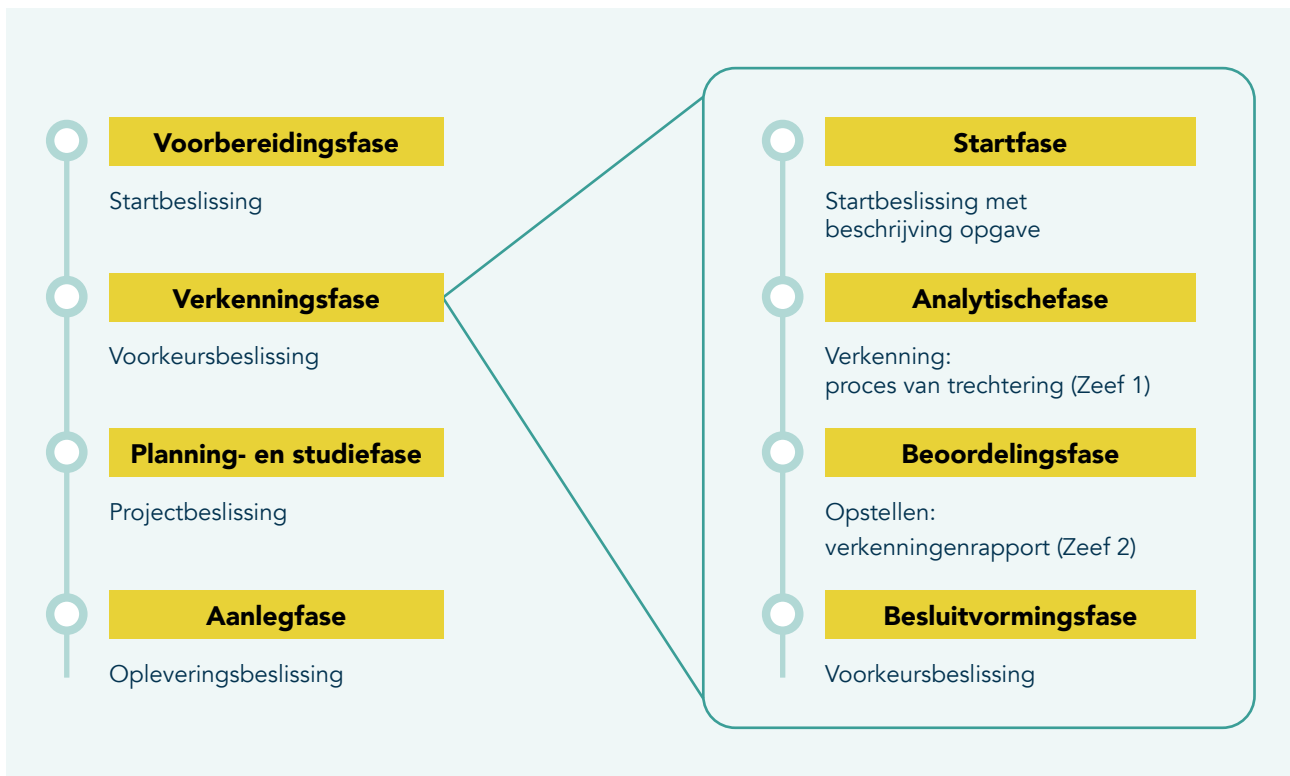 Voorbereidingsfase
Startbeslissing
Verkenningsfase
Voorkeursbeslissing
Planning- en studiefase
Projectbeslissing
Aanlegfase
Opleveringsbeslissing
Startfase
Startbeslissing met
beschrijving opgave
Analytischefase
Verkenning:
proces van trechtering (Zeef 1)
Beoordelingsfase
Opstellen:
verkenningenrapport (Zeef 2)
Besluitvormingsfase
Voorkeursbeslissing